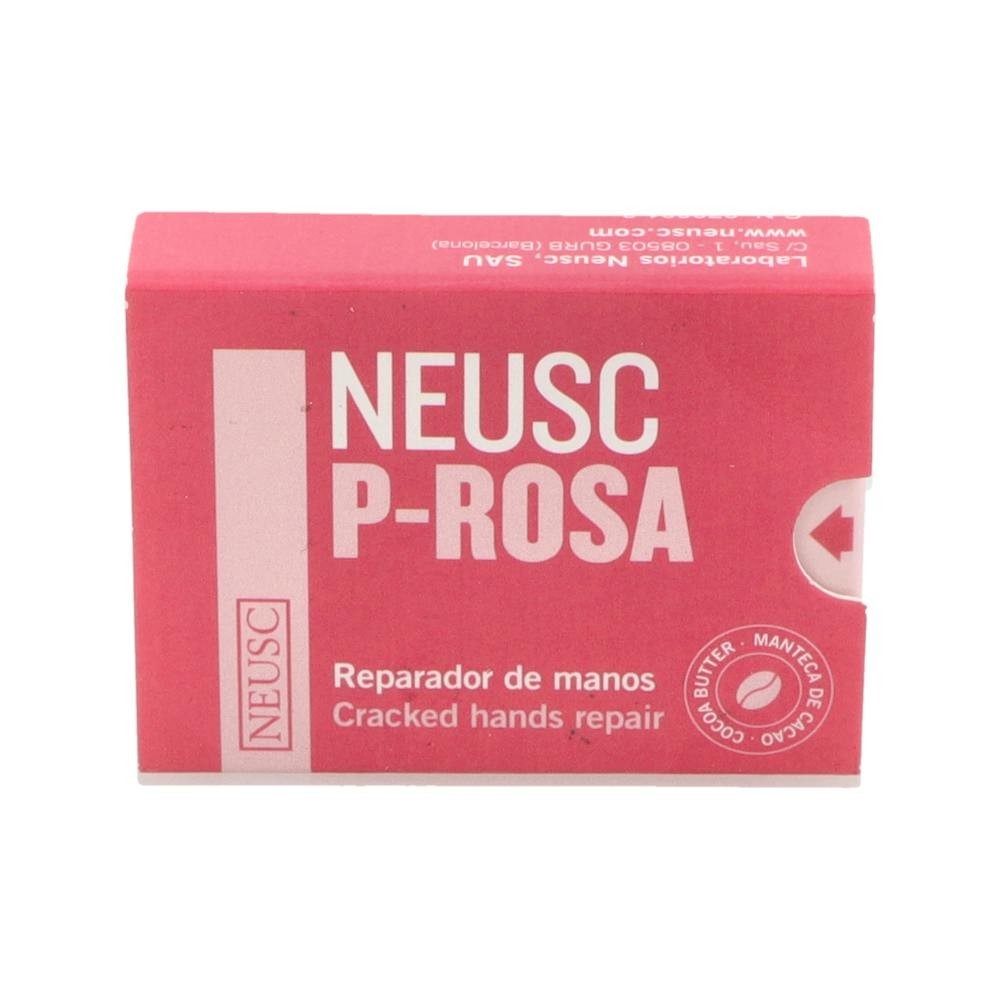 Laboratorios Neusc, SAU
C/ Sau, 1 - 08503 GURB (Barcelona)
www.neusc.com
NEUSC
P-ROSA
NEUSC
Reparador de manos
Cracked hands repair
MANTECA DE CACAO · COCOA BUTTER ·